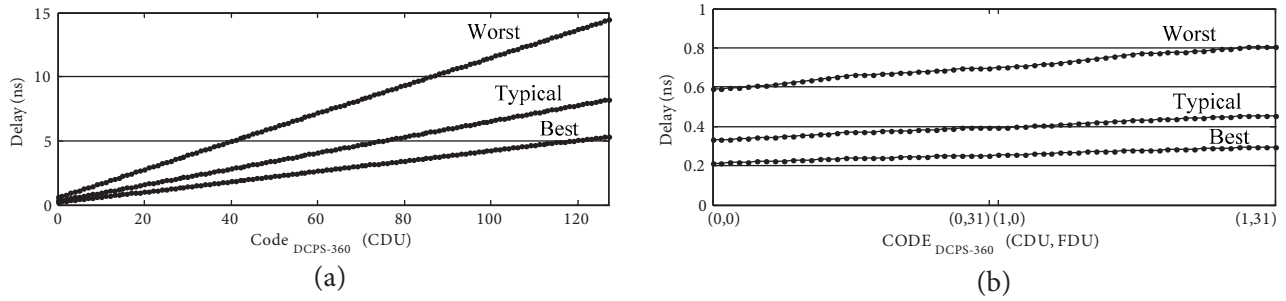 15
10
5
0
Delay (ns)
Worst
Typical
Best
0 20 40 60 80 100 120
Code DCPS-360 (CDU)
(a)
1
0.8
0.6
0.4
0.2
0
Delay (ns)
Worst
Typical
Best
(0,0) (0,31) (1,0) (1,31)
CODE DCPS-360 (CDU, FDU)
(b)